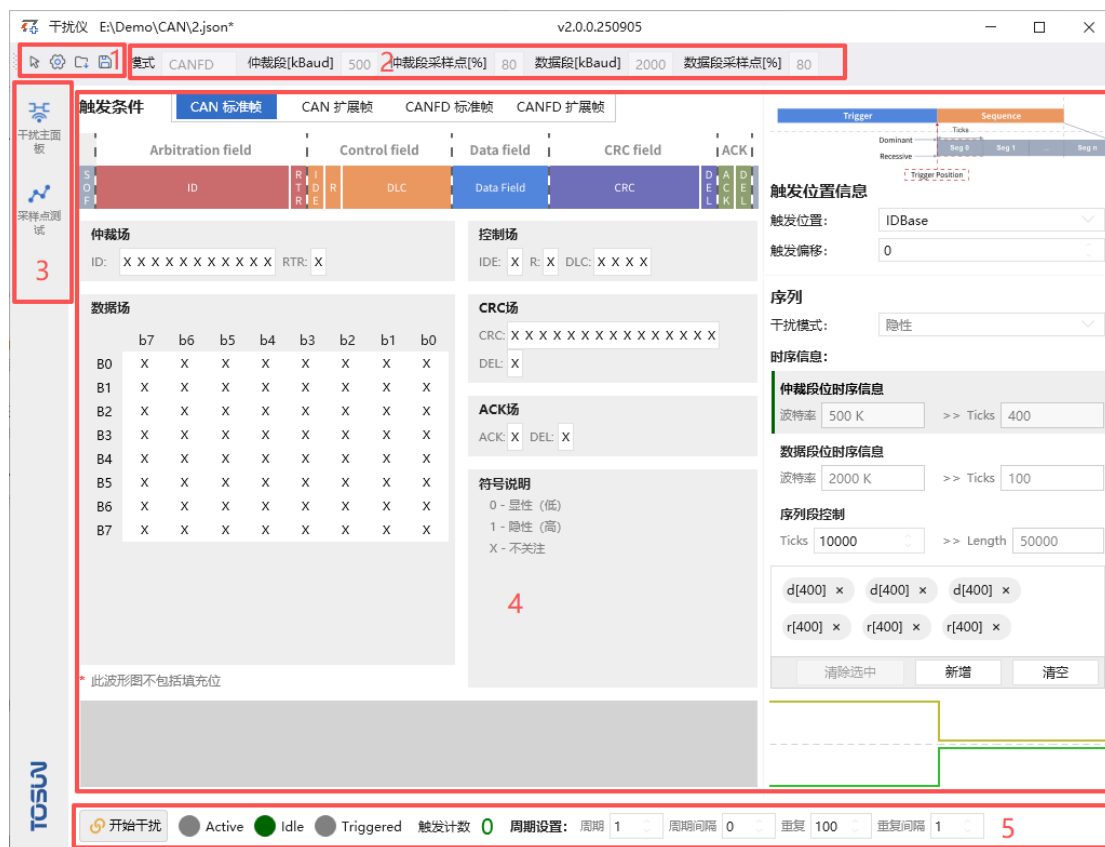 干扰仪 E:\Demo\CAN\2.json* v2.0.0.250905
1 模式 CANFD 仲裁段[kBaud] 500 2 仲裁段采样点[%] 80 数据段[kBaud] 2000 数据段采样点[%] 80
干扰主面板
采样点测试
3
TOSUN
触发条件 CAN 标准帧 CAN 扩展帧 CANFD 标准帧 CANFD 扩展帧
Arbitration field Control field Data field CRC field ACK
SOF ID RTR IDE R DLC Data Field CRC DEL ACK DEL
仲裁场
ID: X X X X X X X X X X X RTR: X
控制场
IDE: X R: X DLC: X X X X
数据场
b7 b6 b5 b4 b3 b2 b1 b0
B0 X X X X X X X X
B1 X X X X X X X X
B2 X X X X X X X X
B3 X X X X X X X X
B4 X X X X X X X X
B5 X X X X X X X X
B6 X X X X X X X X
B7 X X X X X X X X
CRC场
CRC: X X X X X X X X X X X X X X X
DEL: X
ACK场
ACK: X DEL: X
符号说明
0 - 显性（低）
1 - 隐性（高）
X - 不关注
4
* 此波形图不包括填充位
Trigger Sequence
Ticks
Dominant
Seg 0 Seg 1 ... Seg n
Recessive
Trigger Position
触发位置信息
触发位置: IDBase
触发偏移: 0
序列
干扰模式: 隐性
时序信息:
仲裁段位时序信息
波特率 500 K >> Ticks 400
数据段位时序信息
波特率 2000 K >> Ticks 100
序列段控制
Ticks 10000 >> Length 50000
d[400] × d[400] × d[400] ×
r[400] × r[400] × r[400] ×
清除选中 新增 清空
开始干扰 Active Idle Triggered 触发计数 0 周期设置: 周期 1 周期间隔 0 重复 100 重复间隔 1 5